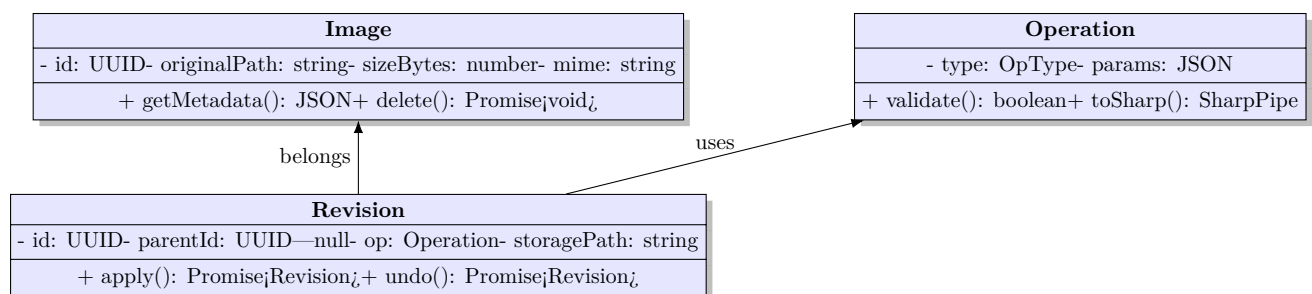 Image
- id: UUID- originalPath: string- sizeBytes: number- mime: string
+ getMetadata(): JSON+ delete(): Promise¡void¿
Operation
- type: OpType- params: JSON
+ validate(): boolean+ toSharp(): SharpPipe
belongs
uses
Revision
- id: UUID- parentId: UUID—null- op: Operation- storagePath: string
+ apply(): Promise¡Revision¿+ undo(): Promise¡Revision¿